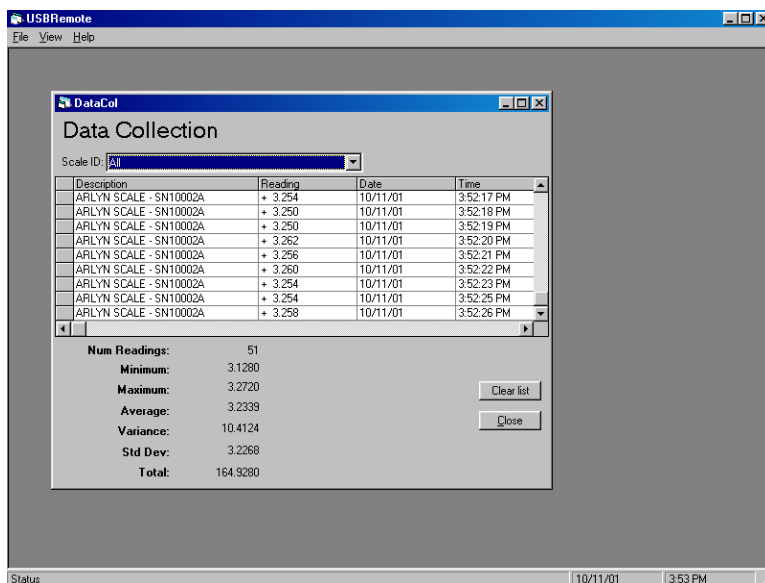 USBRemote
File View Help
DataCol
Data Collection
Scale ID: All
Description Reading Date Time
ARLYN SCALE - SN10002A + 3.254 10/11/01 3:52:17 PM
ARLYN SCALE - SN10002A + 3.250 10/11/01 3:52:18 PM
ARLYN SCALE - SN10002A + 3.250 10/11/01 3:52:19 PM
ARLYN SCALE - SN10002A + 3.262 10/11/01 3:52:20 PM
ARLYN SCALE - SN10002A + 3.256 10/11/01 3:52:21 PM
ARLYN SCALE - SN10002A + 3.260 10/11/01 3:52:22 PM
ARLYN SCALE - SN10002A + 3.254 10/11/01 3:52:23 PM
ARLYN SCALE - SN10002A + 3.254 10/11/01 3:52:25 PM
ARLYN SCALE - SN10002A + 3.258 10/11/01 3:52:26 PM
Num Readings: 51
Minimum: 3.1280
Maximum: 3.2720
Clear list
Average: 3.2339
Close
Variance: 10.4124
Std Dev: 3.2268
Total: 164.9280
Status 10/11/01 3:53 PM